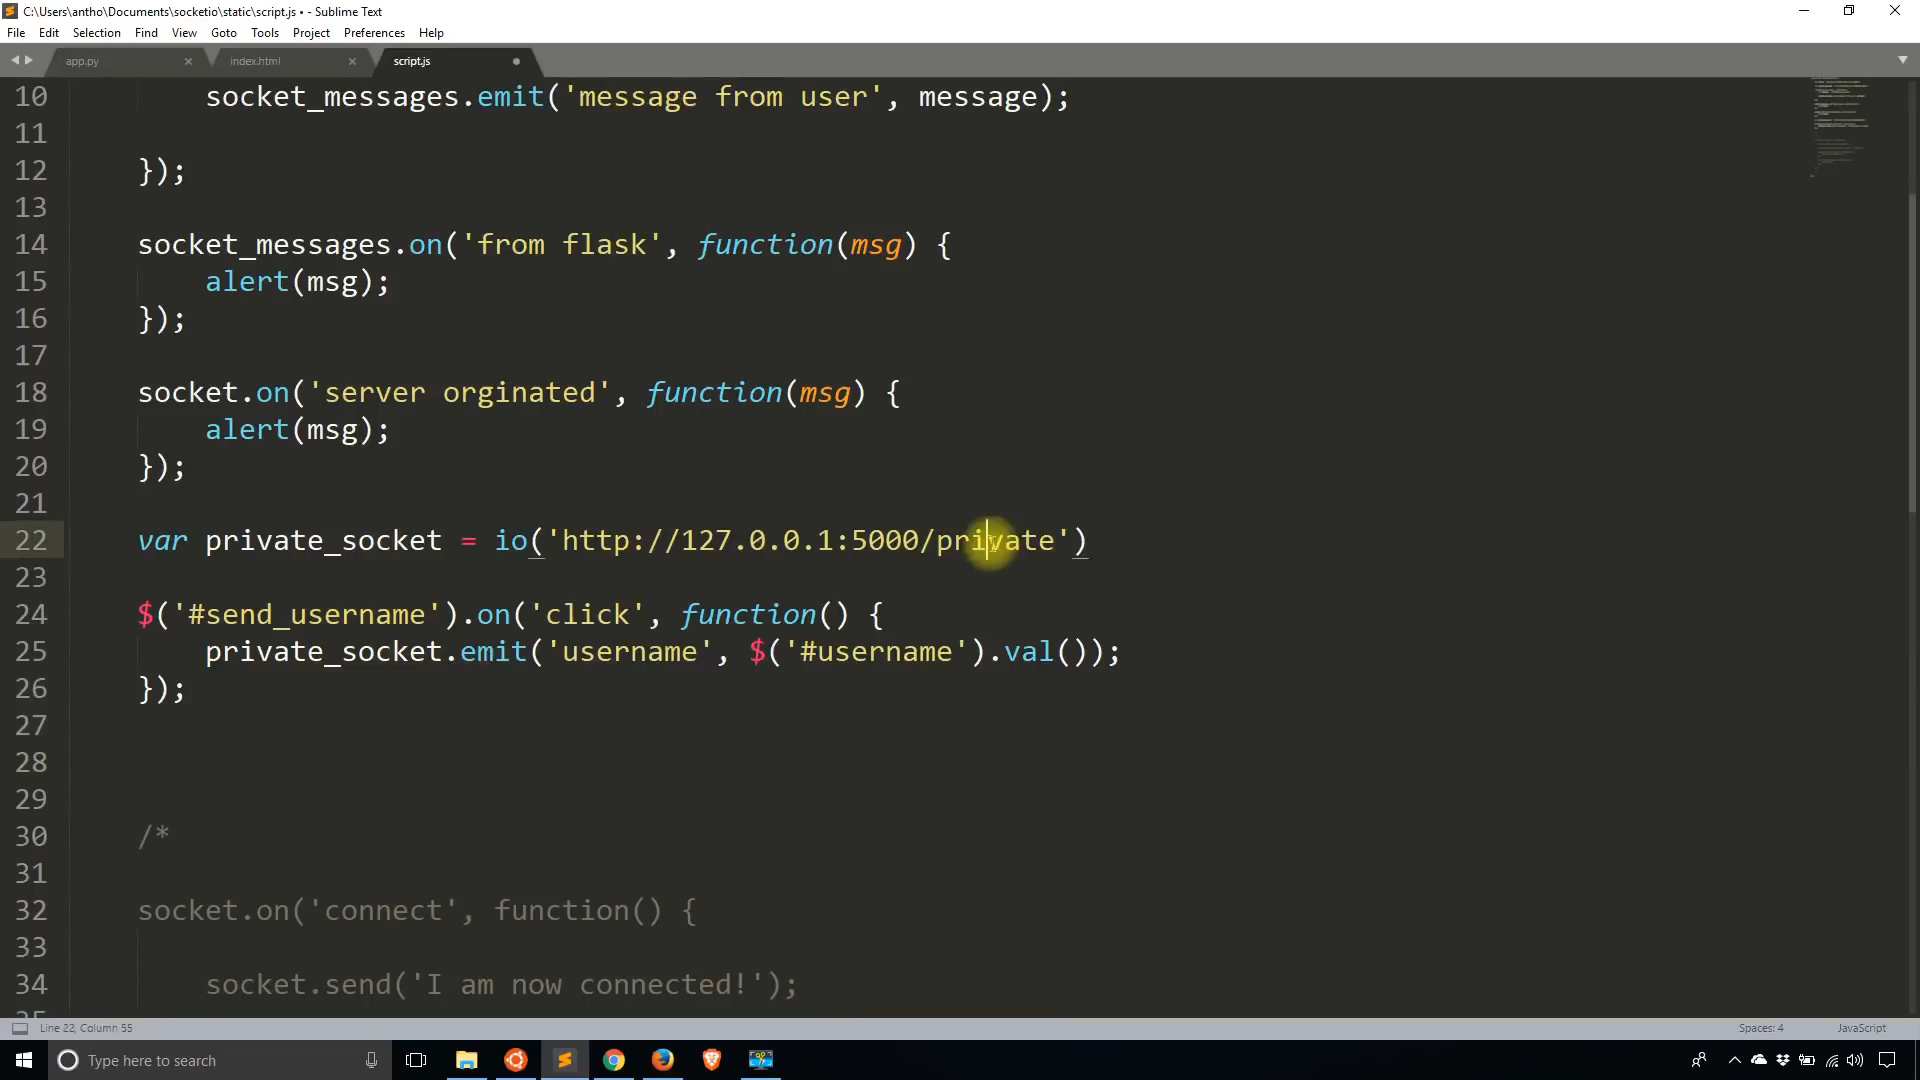 C:\Users\antho\Documents\socketio\static\script.js • - Sublime Text
File Edit Selection Find View Goto Tools Project Preferences Help
app.py index.html script.js
10 socket_messages.emit('message from user', message);
11
12 });
13
14 socket_messages.on('from flask', function(msg) {
15 alert(msg);
16 });
17
18 socket.on('server orginated', function(msg) {
19 alert(msg);
20 });
21
22 var private_socket = io('http://127.0.0.1:5000/private')
23
24 $('#send_username').on('click', function() {
25 private_socket.emit('username', $('#username').val());
26 });
27
28
29
30 /*
31
32 socket.on('connect', function() {
33
34 socket.send('I am now connected!');
Line 22, Column 55 Spaces: 4 JavaScript
Type here to search